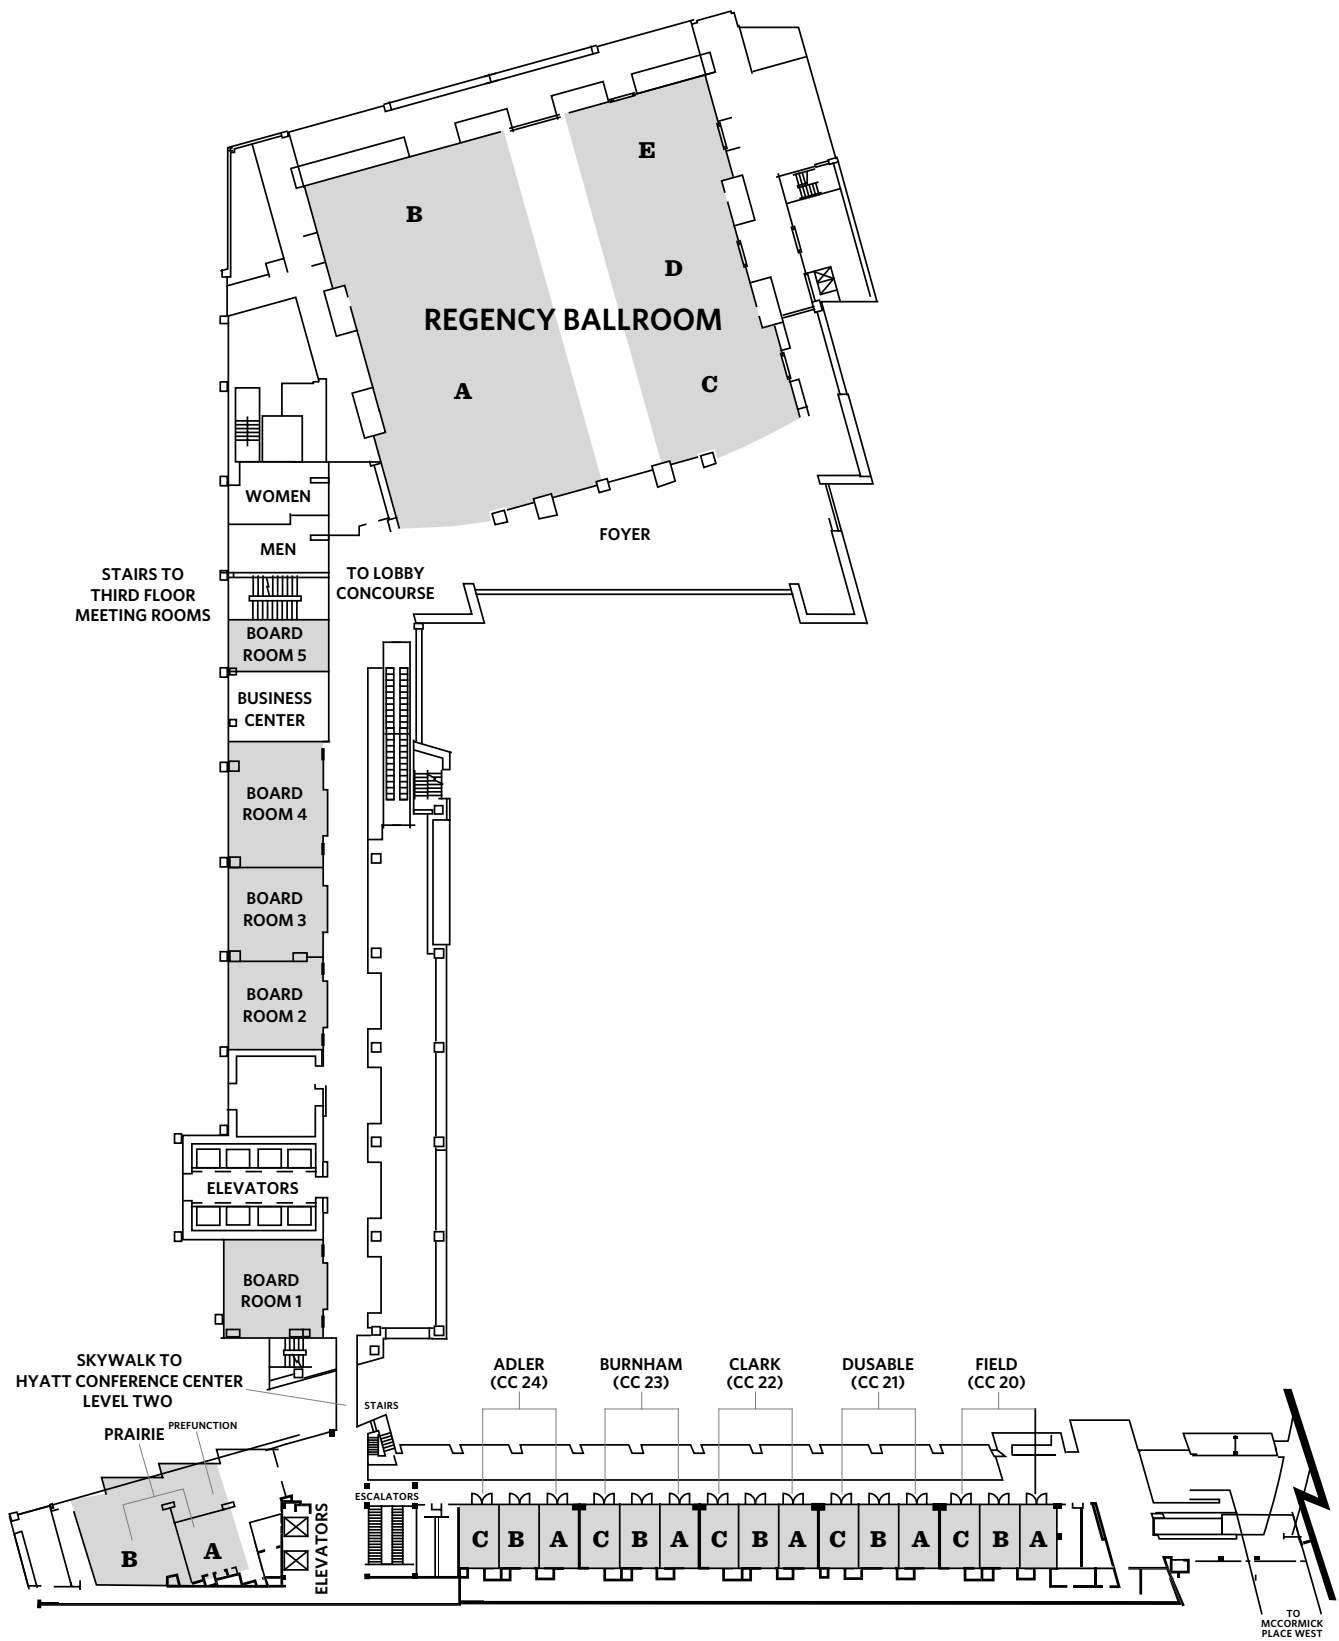 E
B
D
REGENCY BALLROOM
A
C
WOMEN
FOYER
MEN
STAIRS TO
THIRD FLOOR
MEETING ROOMS
TO LOBBY
CONCOURSE
BOARD
ROOM 5
BUSINESS
CENTER
BOARD
ROOM 4
BOARD
ROOM 3
BOARD
ROOM 2
ELEVATORS
BOARD
ROOM 1
SKYWALK TO
HYATT CONFERENCE CENTER
LEVEL TWO
STAIRS
ADLER
(CC 24)
BURNHAM
(CC 23)
CLARK
(CC 22)
DUSABLE
(CC 21)
FIELD
(CC 20)
PRAIRIE
PREFUNCTION
ESCALATORS
ELEVATORS
B
A
C B A C B A C B A C B A C B A
TO
MCCORMICK
PLACE WEST